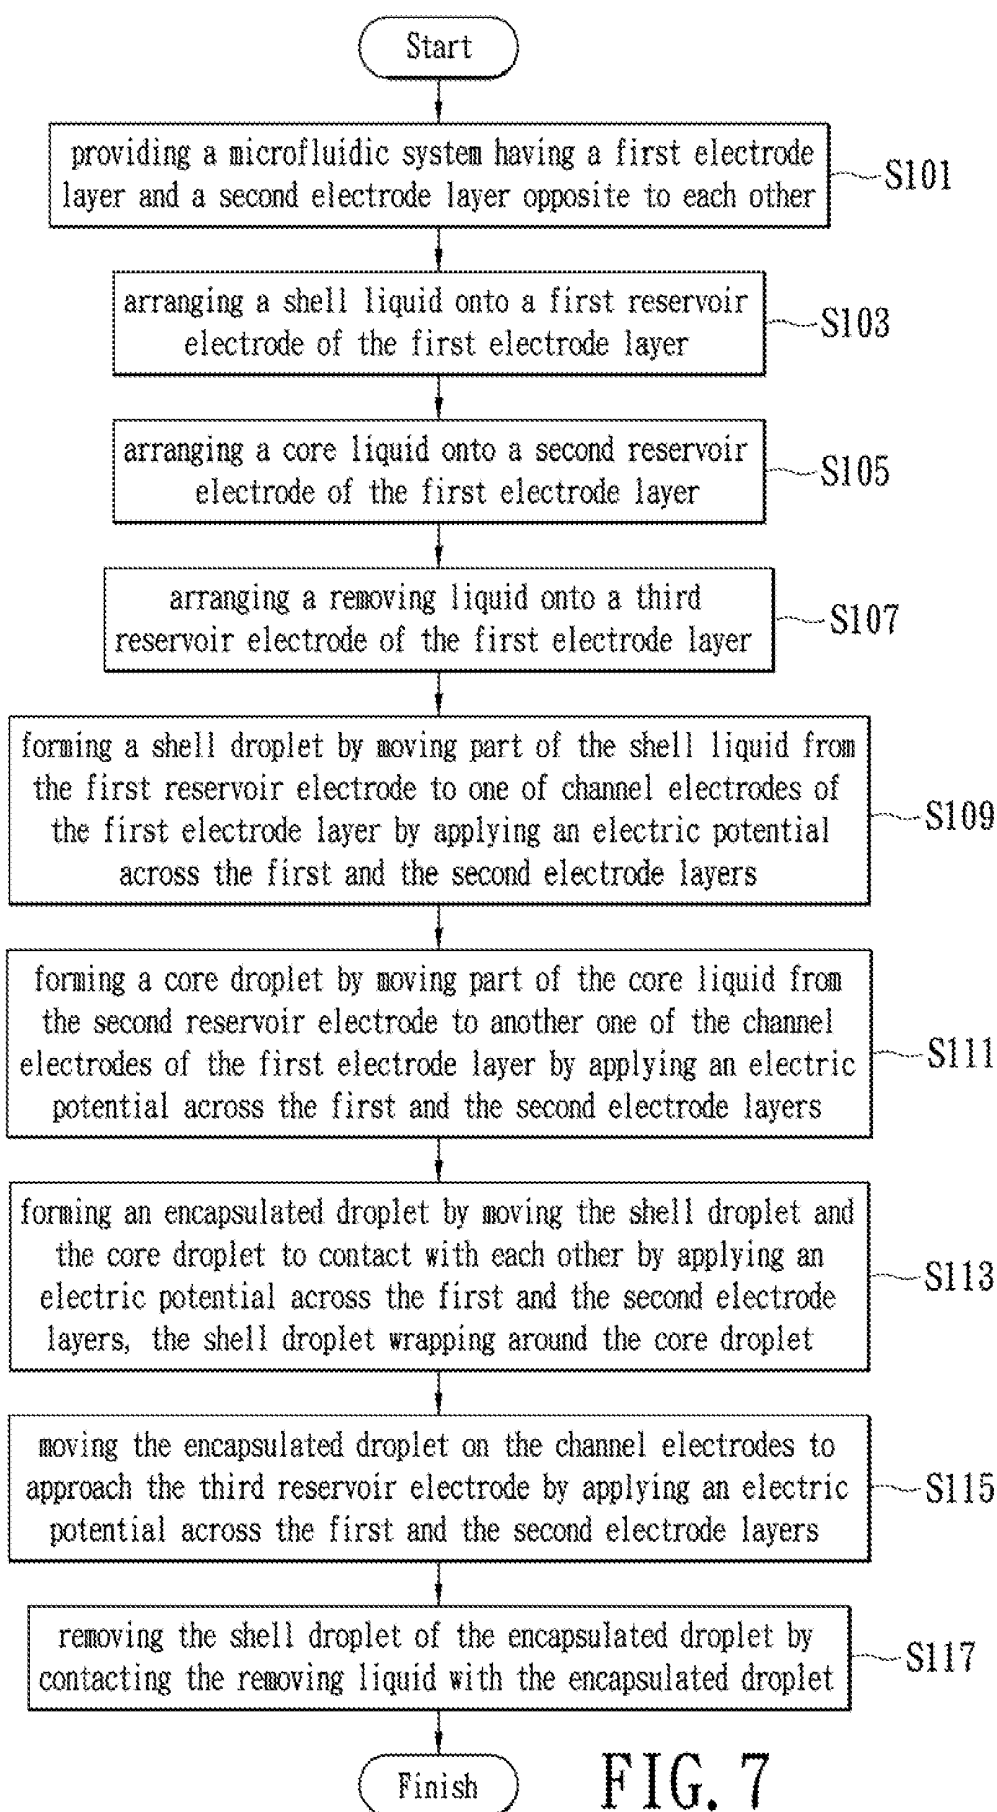 Start
providing a microfluidic system having a first electrode
layer and a second electrode layer opposite to each other
S101
arranging a shell liquid onto a first reservoir
electrode of the first electrode layer
S103
arranging a core liquid onto a second reservoir
electrode of the first electrode layer
S105
arranging a removing liquid onto a third
reservoir electrode of the first electrode layer
S107
forming a shell droplet by moving part of the shell liquid from
the first reservoir electrode to one of channel electrodes of
the first electrode layer by applying an electric potential
across the first and the second electrode layers
S109
forming a core droplet by moving part of the core liquid from
the second reservoir electrode to another one of the channel
electrodes of the first electrode layer by applying an electric
potential across the first and the second electrode layers
S111
forming an encapsulated droplet by moving the shell droplet and
the core droplet to contact with each other by applying an
electric potential across the first and the second electrode
layers, the shell droplet wrapping around the core droplet
S113
moving the encapsulated droplet on the channel electrodes to
approach the third reservoir electrode by applying an electric
potential across the first and the second electrode layers
S115
removing the shell droplet of the encapsulated droplet by
contacting the removing liquid with the encapsulated droplet
S117
Finish
FIG. 7